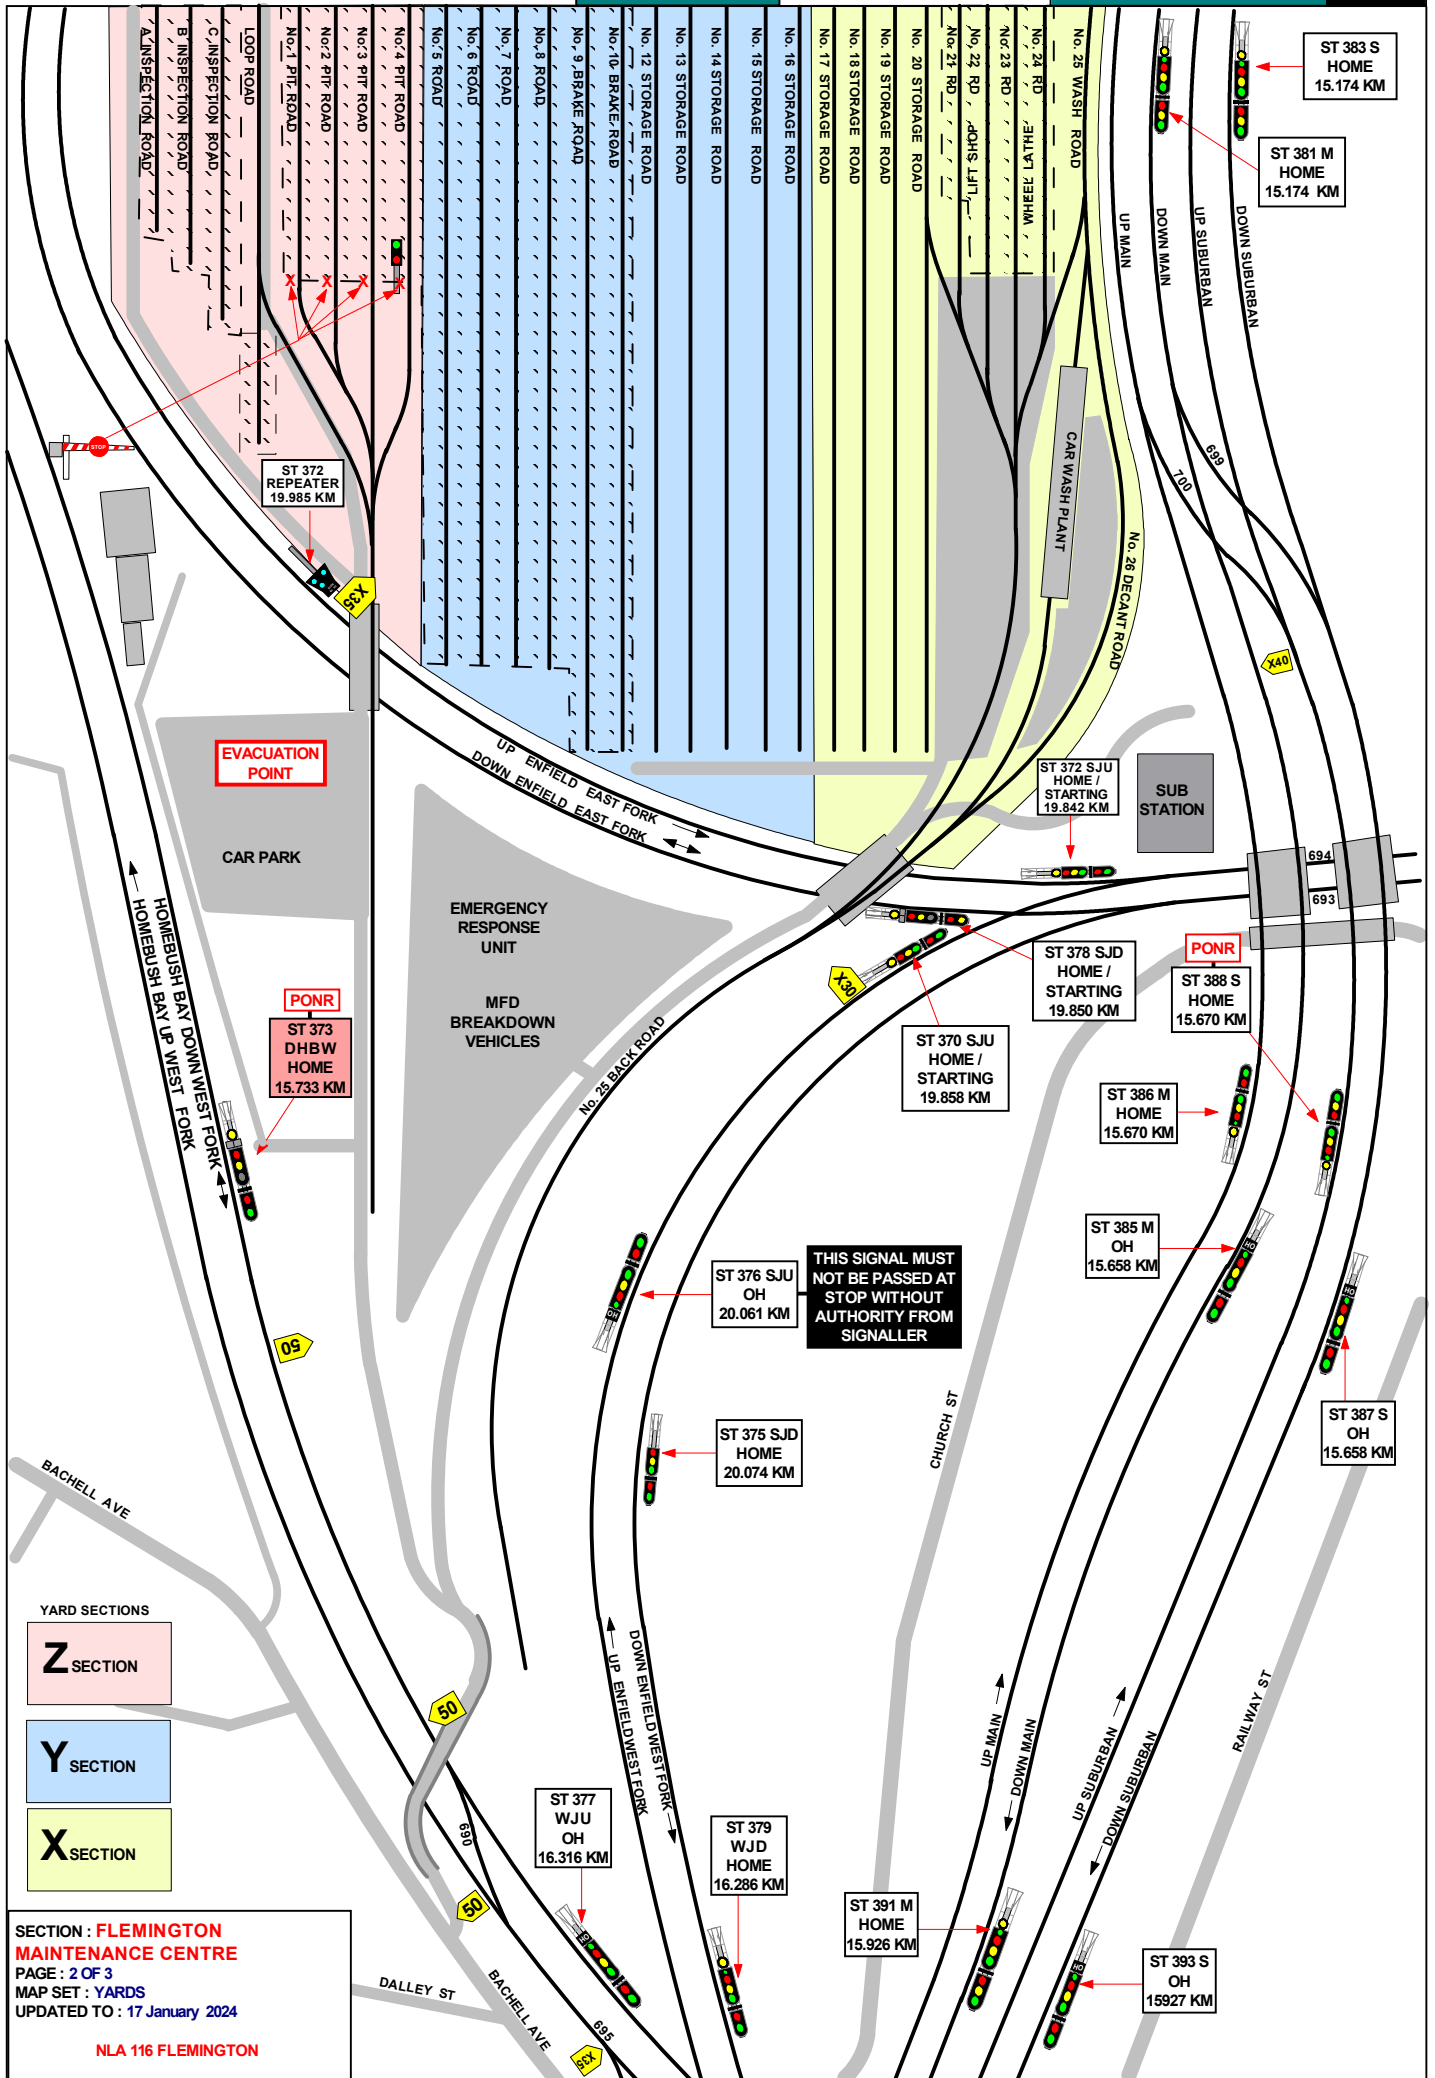 A INSPECTION ROAD
B INSPECTION ROAD
C INSPECTION ROAD
LOOP ROAD
No.1 PIT ROAD
No.2 PIT ROAD
No.3 PIT ROAD
No.4 PIT ROAD
No. 5 ROAD
No. 6 ROAD
No. 7 ROAD
No. 8 ROAD
No. 9 BRAKE ROAD
No.10 BRAKE ROAD
No. 12 STORAGE ROAD
No. 13 STORAGE ROAD
No. 14 STORAGE ROAD
No. 15 STORAGE ROAD
No. 16 STORAGE ROAD
No. 17 STORAGE ROAD
No. 18 STORAGE ROAD
No. 19 STORAGE ROAD
No. 20 STORAGE ROAD
No. 21 RD
No. 22 RD
LIFT SHOP
No. 23 RD
No. 24 RD
WHEEL LATHE
No. 25 WASH ROAD
ST 383 S
HOME
15.174 KM
ST 381 M
HOME
15.174 KM
UP MAIN
DOWN MAIN
UP SUBURBAN
DOWN SUBURBAN
X
X
X
X
STOP
ST 372
REPEATER
19.985 KM
X35
CAR WASH PLANT
No. 26 DECANT ROAD
700
699
X40
EVACUATION
POINT
CAR PARK
UP ENFIELD EAST FORK
DOWN ENFIELD EAST FORK
ST 372 SJU
HOME /
STARTING
19.842 KM
SUB
STATION
694
693
EMERGENCY
RESPONSE
UNIT
MFD
BREAKDOWN
VEHICLES
HOMEBUSH BAY DOWN WEST FORK
HOMEBUSH BAY UP WEST FORK
PONR
ST 373
DHBW
HOME
15.733 KM
X30
ST 378 SJD
HOME /
STARTING
19.850 KM
PONR
ST 388 S
HOME
15.670 KM
ST 370 SJU
HOME /
STARTING
19.858 KM
No. 25 BACK ROAD
ST 386 M
HOME
15.670 KM
ST 385 M
OH
15.658 KM
OH
OH
ST 376 SJU
OH
20.061 KM
OH
THIS SIGNAL MUST
NOT BE PASSED AT
STOP WITHOUT
AUTHORITY FROM
SIGNALLER
50
ST 375 SJD
HOME
20.074 KM
CHURCH ST
ST 387 S
OH
15.658 KM
BACHELL AVE
YARD SECTIONS
Z SECTION
Y SECTION
X SECTION
50
UP ENFIELD WEST FORK
DOWN ENFIELD WEST FORK
UP MAIN
DOWN MAIN
UP SUBURBAN
DOWN SUBURBAN
RAILWAY ST
690
ST 377
WJU
OH
16.316 KM
ST 379
WJD
HOME
16.286 KM
50
OH
ST 391 M
HOME
15.926 KM
OH
ST 393 S
OH
15927 KM
SECTION : FLEMINGTON
MAINTENANCE CENTRE
PAGE : 2 OF 3
MAP SET : YARDS
UPDATED TO : 17 January 2024
NLA 116 FLEMINGTON
DALLEY ST
BACHELL AVE
695
X35